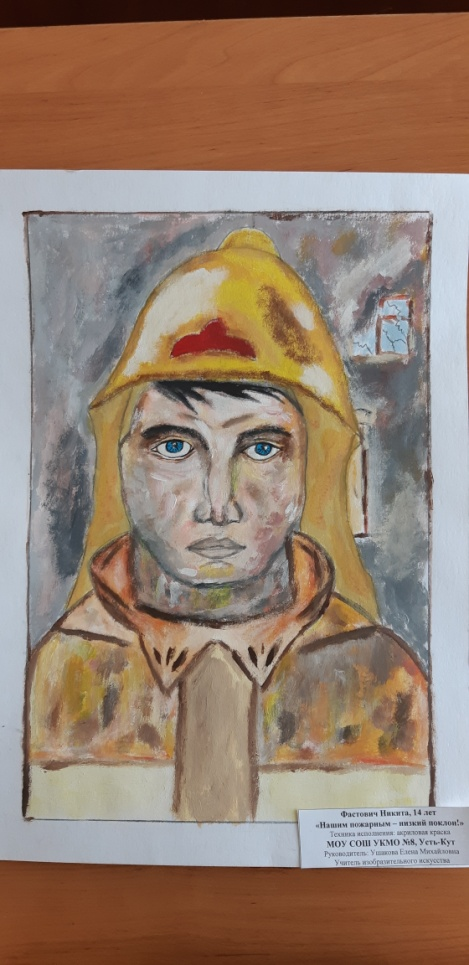 Фастович Никита, 14 лет
«Нашим пожарным – низкий поклон!»
Техника исполнения: акриловая краска
МОУ СОШ УКМО №8, Усть-Кут
Руководитель: Ушакова Елена Михайловна
Учитель изобразительного искусства